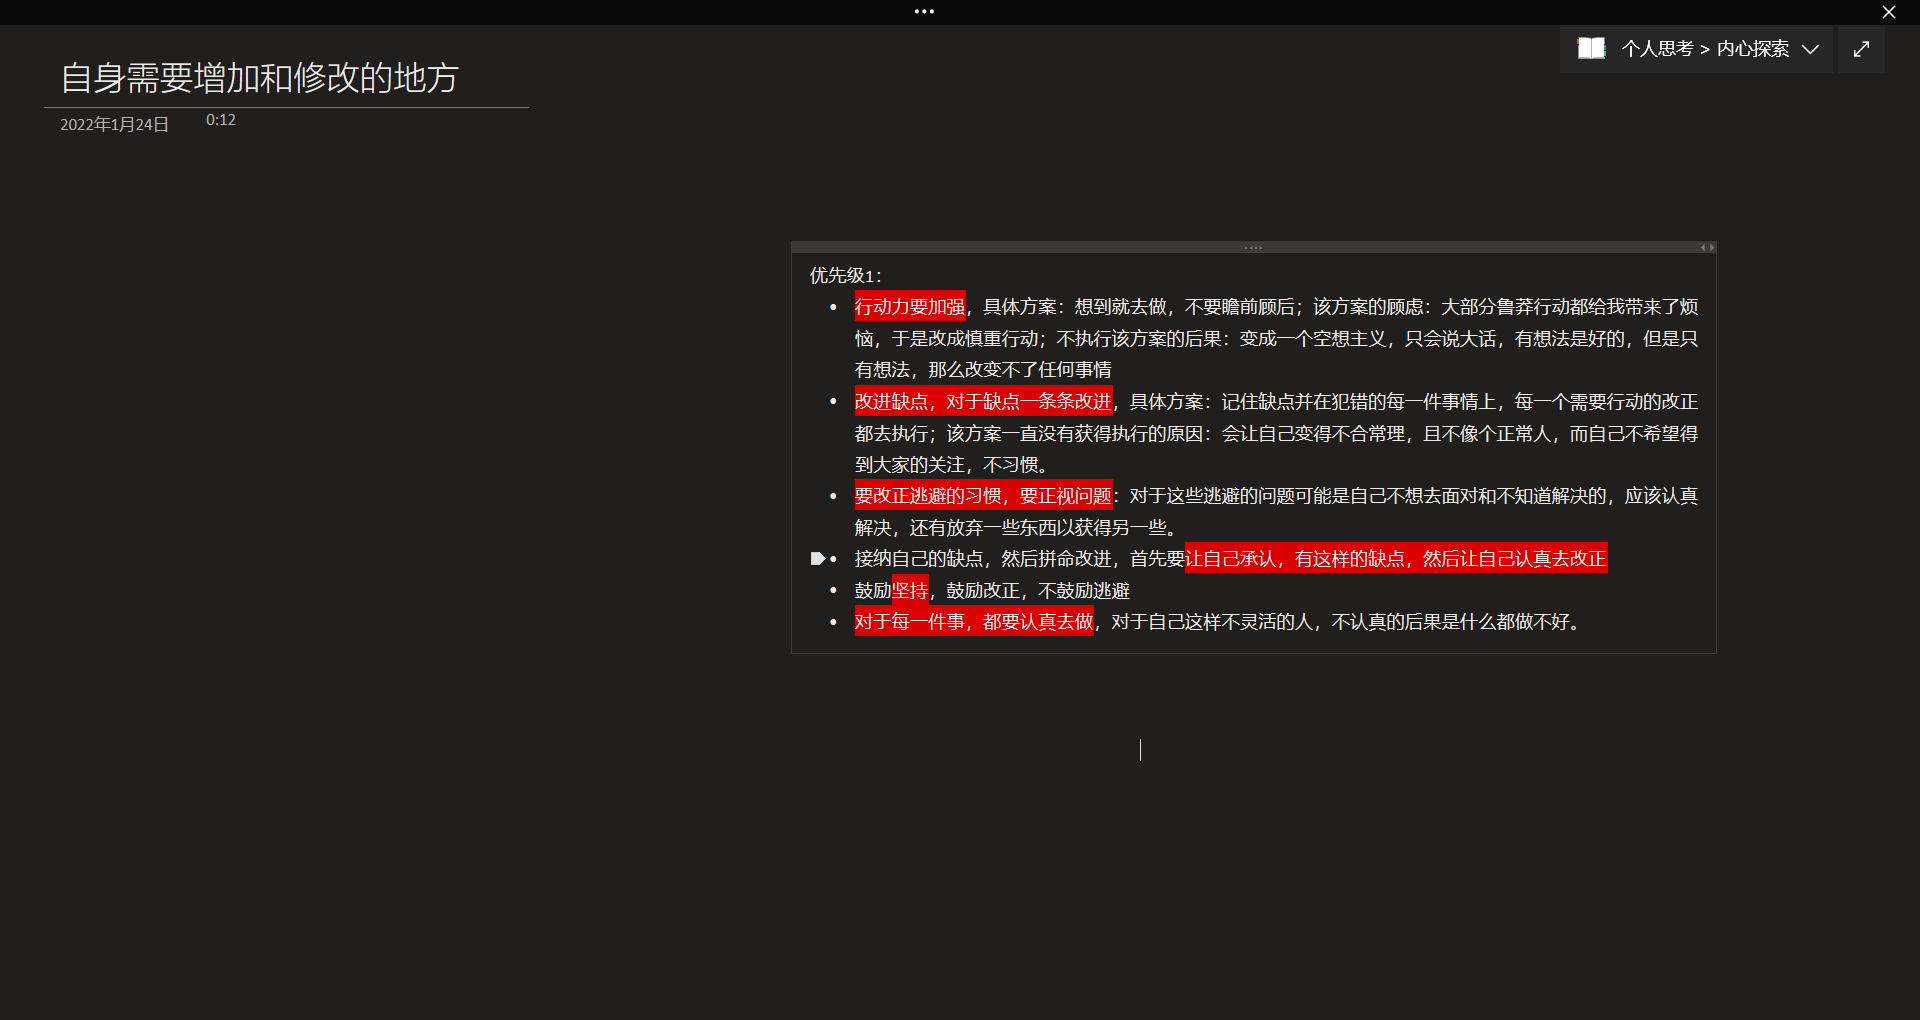 个人思考 > 内心探索
自身需要增加和修改的地方
2022年1月24日 0:12
优先级1：
• 行动力要加强，具体方案：想到就去做，不要瞻前顾后；该方案的顾虑：大部分鲁莽行动都给我带来了烦
恼，于是改成慎重行动；不执行该方案的后果：变成一个空想主义，只会说大话，有想法是好的，但是只
有想法，那么改变不了任何事情
• 改进缺点，对于缺点一条条改进，具体方案：记住缺点并在犯错的每一件事情上，每一个需要行动的改正
都去执行；该方案一直没有获得执行的原因：会让自己变得不合常理，且不像个正常人，而自己不希望得
到大家的关注，不习惯。
• 要改正逃避的习惯，要正视问题：对于这些逃避的问题可能是自己不想去面对和不知道解决的，应该认真
解决，还有放弃一些东西以获得另一些。
• 接纳自己的缺点，然后拼命改进，首先要让自己承认，有这样的缺点，然后让自己认真去改正
• 鼓励坚持，鼓励改正，不鼓励逃避
• 对于每一件事，都要认真去做，对于自己这样不灵活的人，不认真的后果是什么都做不好。